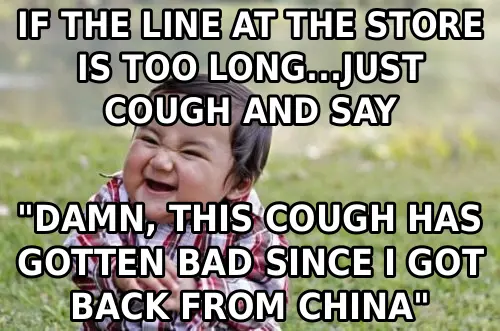 IF THE LINE AT THE STORE
IS TOO LONG...JUST
COUGH AND SAY
"DAMN, THIS COUGH HAS
GOTTEN BAD SINCE I GOT
BACK FROM CHINA"